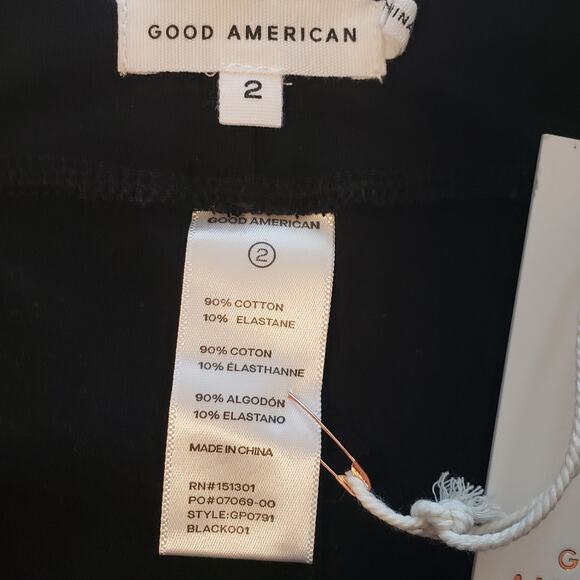 GOOD AMERICAN
2
GOOD AMERICAN
2
90% COTTON
10% ELASTANE
90% COTON
10% ÉLASTHANNE
90% ALGODÓN
10% ELASTANO
MADE IN CHINA
RN#151301
PO#07069-00
STYLE:GP0791
BLACK001
G